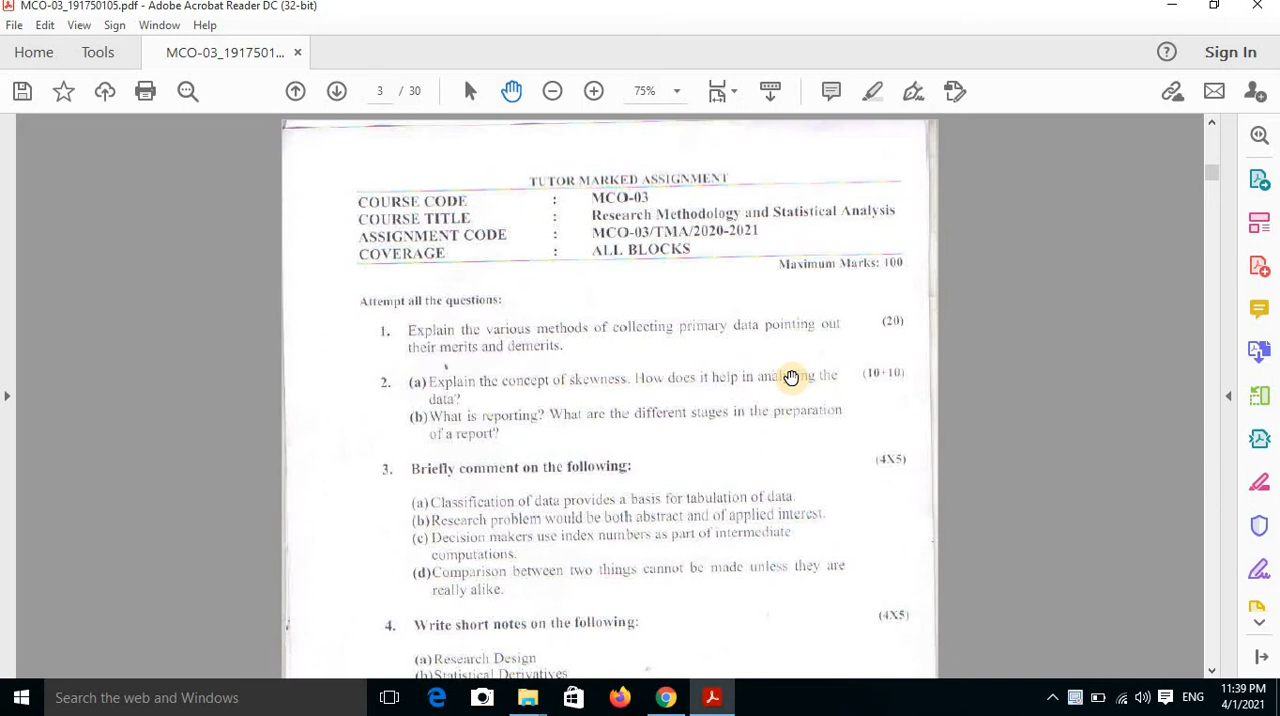 MCO-03_191750105.pdf - Adobe Acrobat Reader DC (32-bit)
File Edit View Sign Window Help
Home Tools MCO-03_1917501... × Sign In
3 / 30 75%
TUTOR MARKED ASSIGNMENT
COURSE CODE : MCO-03
COURSE TITLE : Research Methodology and Statistical Analysis
ASSIGNMENT CODE : MCO-03/TMA/2020-2021
COVERAGE : ALL BLOCKS
Maximum Marks: 100
Attempt all the questions:
1. Explain the various methods of collecting primary data pointing out (20)
their merits and demerits.
2. (a) Explain the concept of skewness. How does it help in the (10+10)
data?
(b) What is reporting? What are the different stages in the preparation
of a report?
3. Briefly comment on the following: (4X5)
(a) Classification of data provides a basis for tabulation of data.
(b) Research problem would be both abstract and of applied interest.
(c) Decision makers use index numbers as part of intermediate
computations.
(d) Comparison between two things cannot be made unless they are
really alike.
4. Write short notes on the following: (4X5)
(a) Research Design
(b) Statistical Derivatives
Search the web and Windows
ENG
11:39 PM
4/1/2021